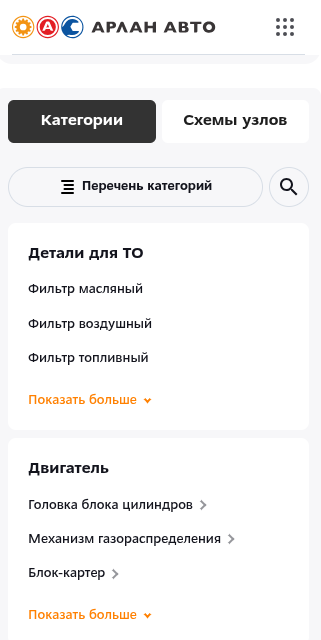 АРЛАН АВТО
Категории
Схемы узлов
Перечень категорий
Детали для ТО
Фильтр масляный
Фильтр воздушный
Фильтр топливный
Показать больше
Двигатель
Головка блока цилиндров
Механизм газораспределения
Блок-картер
Показать больше